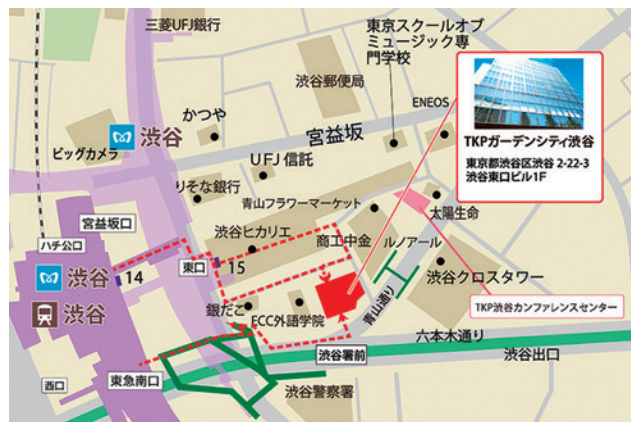 三菱UFJ銀行
東京スクールオブ
ミュージック専
門学校
渋谷郵便局
ENEOS
TKPガーデンシティ渋谷
東京都渋谷区渋谷 2-22-3
渋谷東口ビル1F
かつや
宮益坂
渋谷
ビッグカメラ
UFJ信託
りそな銀行
青山フラワーマーケット
太陽生命
宮益坂口
ハチ公口
渋谷ヒカリエ
商工中金
ルノアール
東口
15
14
渋谷
渋谷
渋谷クロスタワー
銀だこ
ECC外語学院
青山通り
TKP渋谷カンファレンスセンター
六本木通り
渋谷署前
渋谷出口
東急南口
西口
渋谷警察署